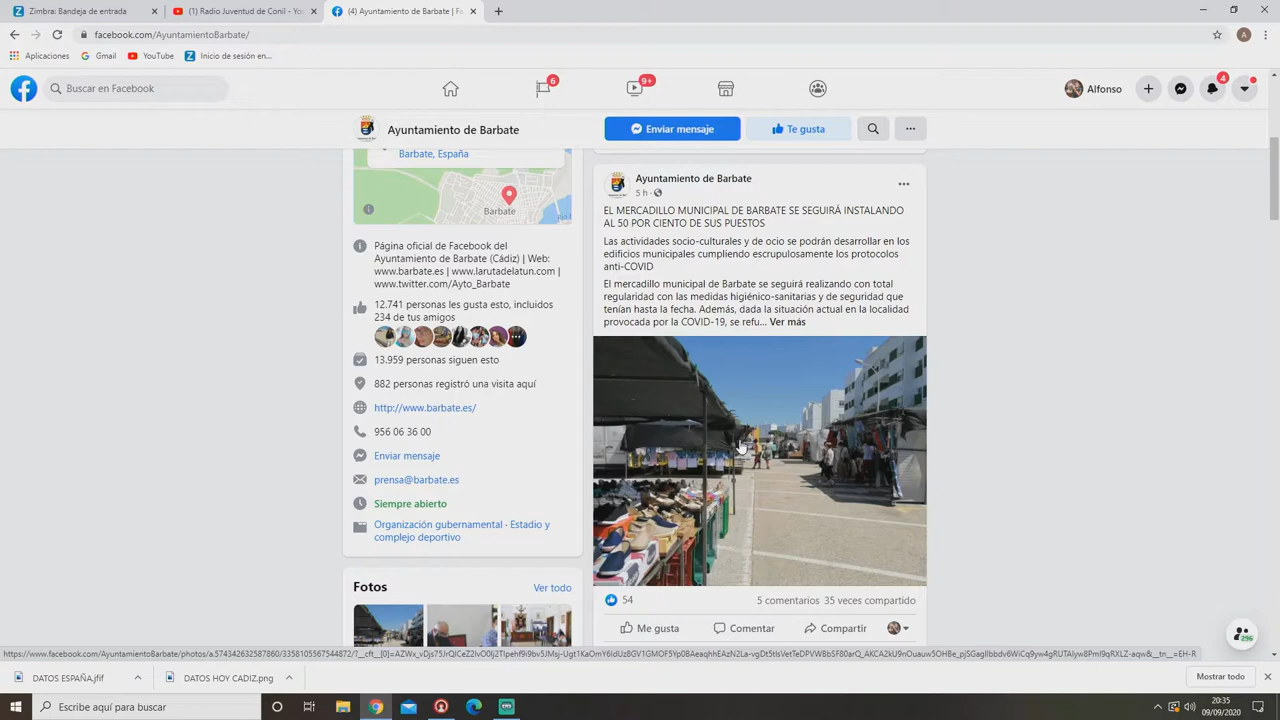 Zimbra: Bandeja de entrada
(1) Radio Juventud de Conil - You
(4) Ayuntamiento de Barbate | Fa
facebook.com/AyuntamientoBarbate/
A
Aplicaciones
Gmail
YouTube
Inicio de sesión en...
Buscar en Facebook
6
9+
Alfonso
4
Ayuntamiento de Barbate
Enviar mensaje
Te gusta
Barbate, España
Barbate
Página oficial de Facebook del
Ayuntamiento de Barbate (Cádiz) | Web:
www.barbate.es | www.larutadelatun.com |
www.twitter.com/Ayto_Barbate
12.741 personas les gusta esto, incluidos
234 de tus amigos
13.959 personas siguen esto
882 personas registró una visita aquí
http://www.barbate.es/
956 06 36 00
Enviar mensaje
prensa@barbate.es
Siempre abierto
Organización gubernamental · Estadio y
complejo deportivo
Fotos
Ver todo
Ayuntamiento de Barbate
5 h ·
EL MERCADILLO MUNICIPAL DE BARBATE SE SEGUIRÁ INSTALANDO
AL 50 POR CIENTO DE SUS PUESTOS
Las actividades socio-culturales y de ocio se podrán desarrollar en los
edificios municipales cumpliendo escrupulosamente los protocolos
anti-COVID
El mercadillo municipal de Barbate se seguirá realizando con total
regularidad con las medidas higiénico-sanitarias y de seguridad que
tenían hasta la fecha. Además, dada la situación actual en la localidad
provocada por la COVID-19, se refu... Ver más
54
5 comentarios 35 veces compartido
Me gusta
Comentar
Compartir
296
DATOS ESPAÑA.jfif
DATOS HOY CADIZ.png
Mostrar todo
Escribe aquí para buscar
20:35
09/09/2020